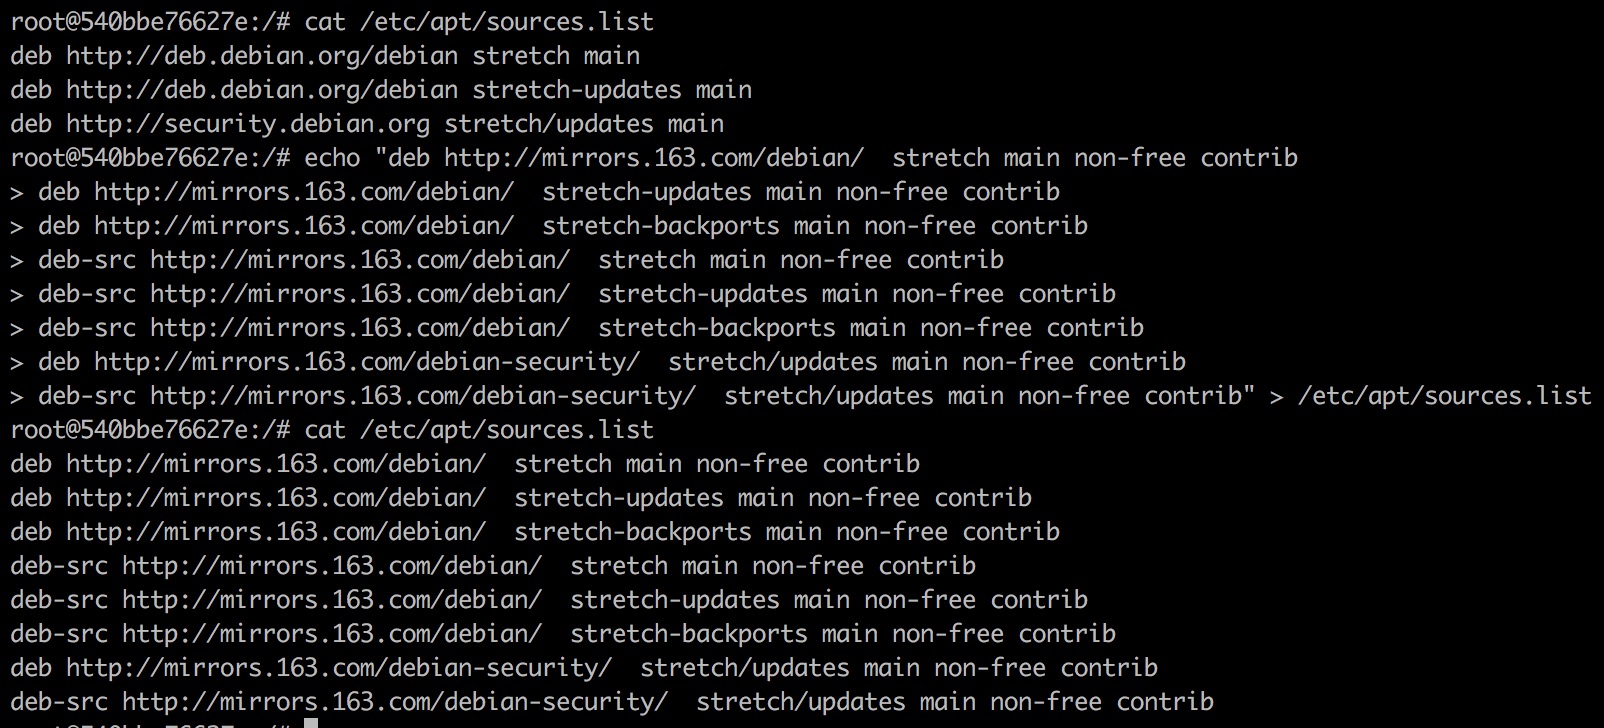 root@540bbe76627e:/# cat /etc/apt/sources.list
deb http://deb.debian.org/debian stretch main
deb http://deb.debian.org/debian stretch-updates main
deb http://security.debian.org stretch/updates main
root@540bbe76627e:/# echo "deb http://mirrors.163.com/debian/  stretch main non-free contrib
> deb http://mirrors.163.com/debian/  stretch-updates main non-free contrib
> deb http://mirrors.163.com/debian/  stretch-backports main non-free contrib
> deb-src http://mirrors.163.com/debian/  stretch main non-free contrib
> deb-src http://mirrors.163.com/debian/  stretch-updates main non-free contrib
> deb-src http://mirrors.163.com/debian/  stretch-backports main non-free contrib
> deb http://mirrors.163.com/debian-security/  stretch/updates main non-free contrib
> deb-src http://mirrors.163.com/debian-security/  stretch/updates main non-free contrib" > /etc/apt/sources.list
root@540bbe76627e:/# cat /etc/apt/sources.list
deb http://mirrors.163.com/debian/  stretch main non-free contrib
deb http://mirrors.163.com/debian/  stretch-updates main non-free contrib
deb http://mirrors.163.com/debian/  stretch-backports main non-free contrib
deb-src http://mirrors.163.com/debian/  stretch main non-free contrib
deb-src http://mirrors.163.com/debian/  stretch-updates main non-free contrib
deb-src http://mirrors.163.com/debian/  stretch-backports main non-free contrib
deb http://mirrors.163.com/debian-security/  stretch/updates main non-free contrib
deb-src http://mirrors.163.com/debian-security/  stretch/updates main non-free contrib
root@540bbe76627e:/#